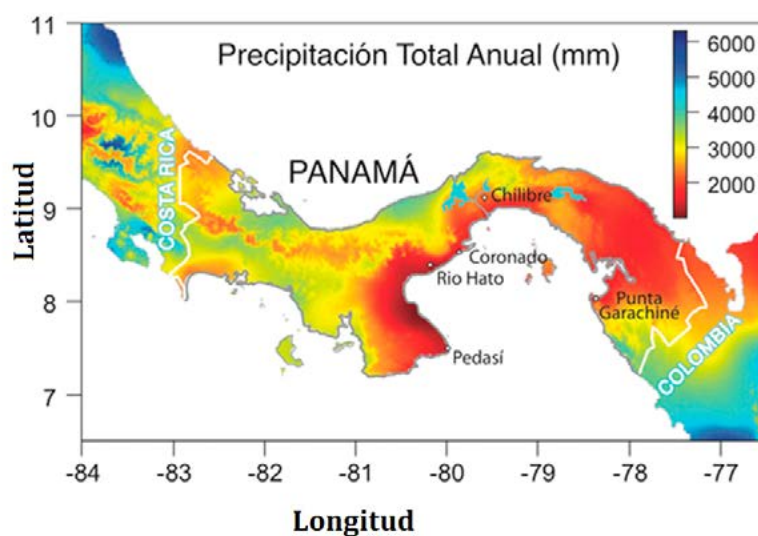 Precipitación Total Anual (mm)
6000
5000
4000
3000
2000
11
10
9
8
7
Latitud
COSTA RICA
PANAMÁ
Chilibre
Coronado
Rio Hato
Punta
Garachiné
Pedasí
COLOMBIA
-84
-83
-82
-81
-80
-79
-78
-77
Longitud